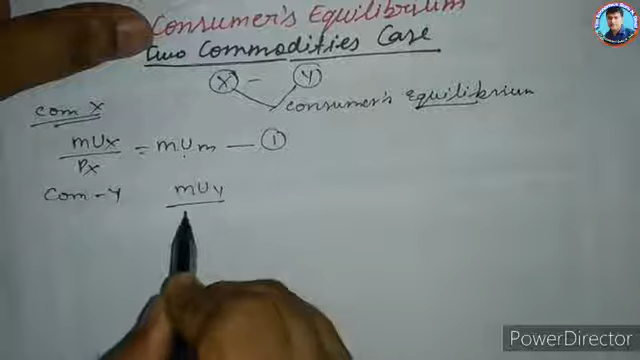 Consumer's Equilibrium
Two Commodities Case
X - Y
consumer's equilibrium
com X
mUx / Px = mUm — 1
Com - Y mUy
PowerDirector